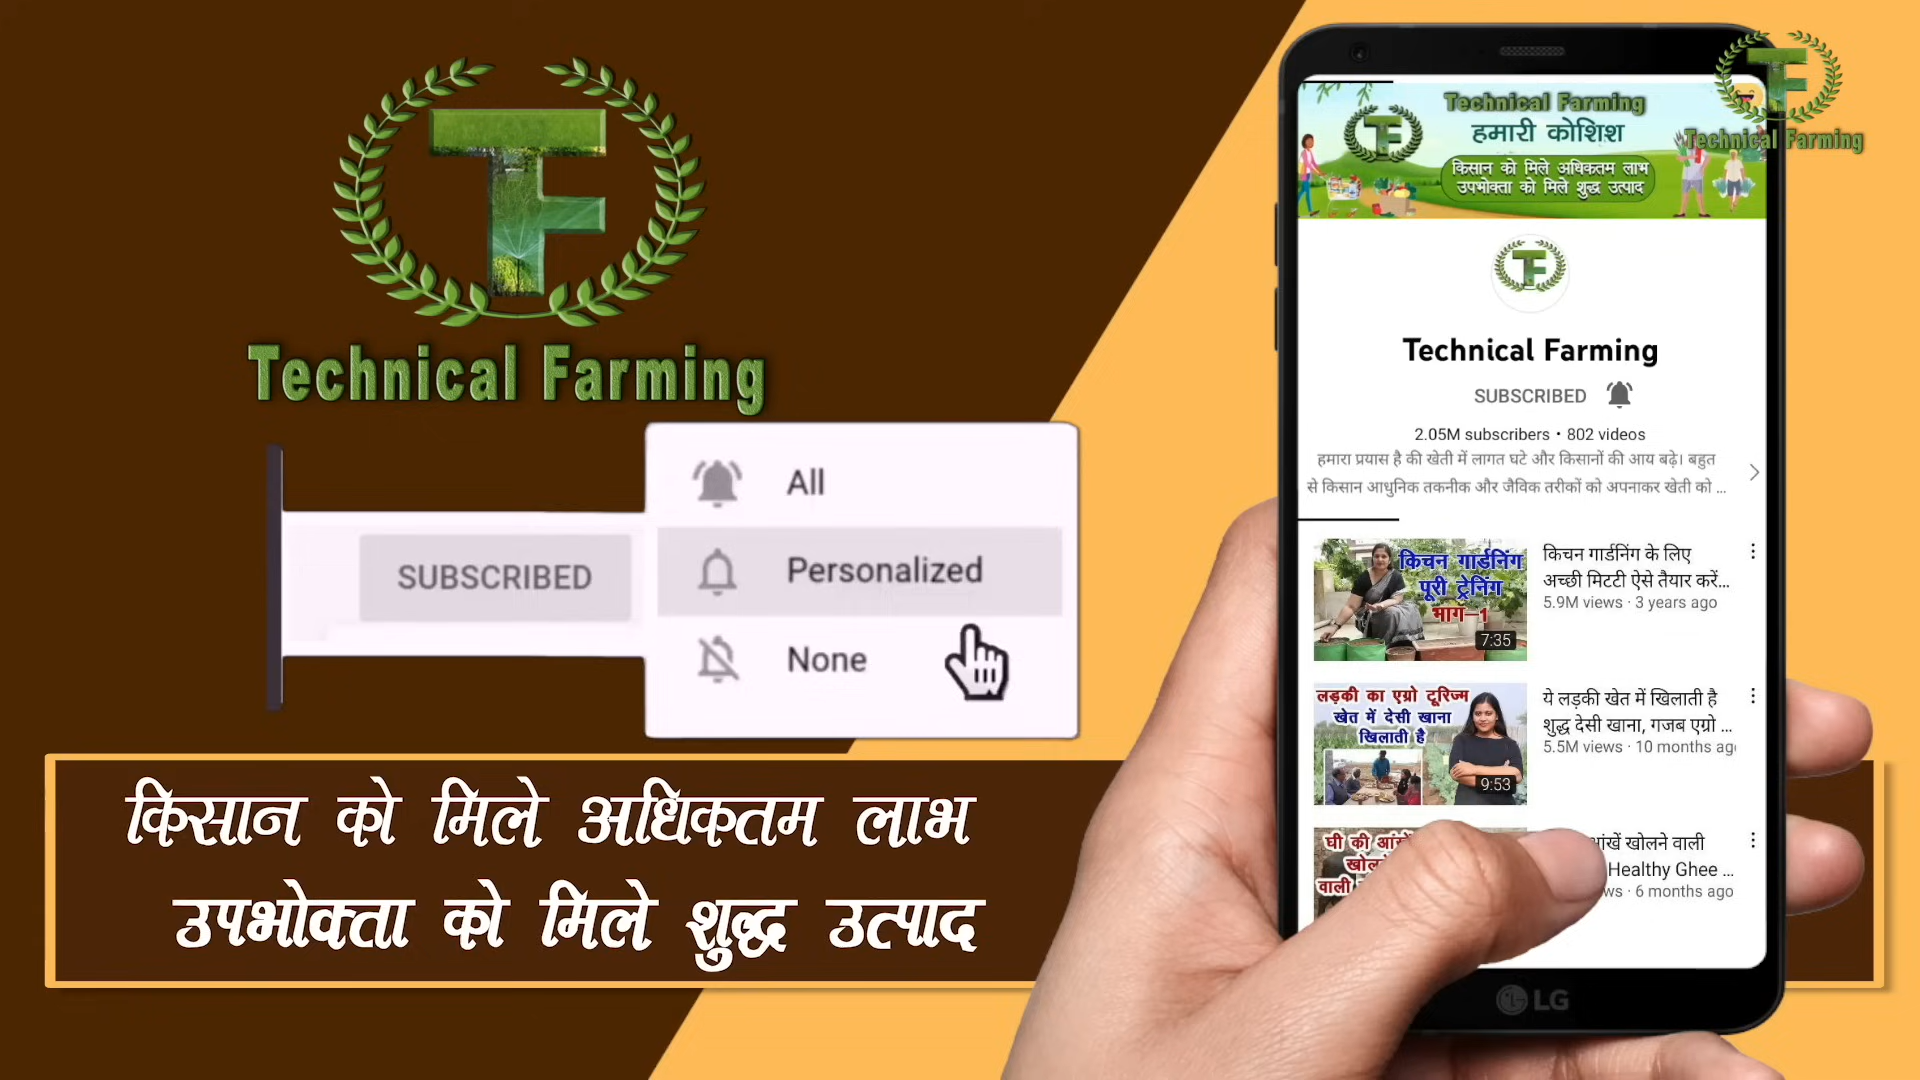 Technical Farming
SUBSCRIBED
All
Personalized
None
किसान को मिले अधिकतम लाभ
उपभोक्ता को मिले शुद्ध उत्पाद
Technical Farming
हमारी कोशिश
किसान को मिले अधिकतम लाभ
उपभोक्ता को मिले शुद्ध उत्पाद
Technical Farming
Technical Farming
SUBSCRIBED
2.05M subscribers • 802 videos
हमारा प्रयास है की खेती में लागत घटे और किसानों की आय बढ़े। बहुत
से किसान आधुनिक तकनीक और जैविक तरीकों को अपनाकर खेती को ...
किचन गार्डनिंग
पूरी ट्रेनिंग
भाग-1
7:35
किचन गार्डनिंग के लिए
अच्छी मिटटी ऐसे तैयार करें...
5.9M views · 3 years ago
लड़की का एग्रो टूरिज्म
खेत में देसी खाना
खिलाती है
9:53
ये लड़की खेत में खिलाती है
शुद्ध देसी खाना, गजब एग्रो ...
5.5M views · 10 months ag
घी की
वाली
खोलने वाली
Healthy Ghee ...
6 months ago
LG